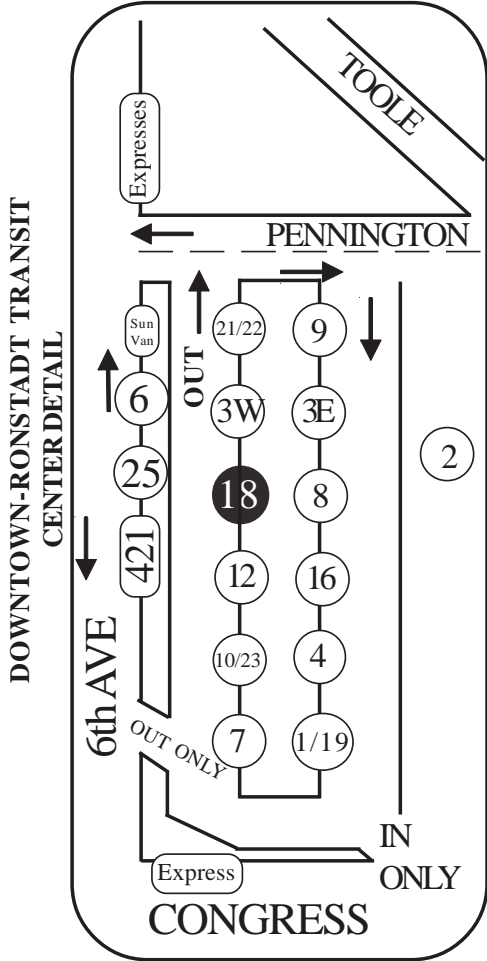 DOWNTOWN-RONSTADT TRANSIT
CENTER DETAIL
TOOLE
Expresses
PENNINGTON
Sun
Van
6
25
421
OUT
21/22
9
3W
3E
18
8
12
16
10/23
4
7
1/19
2
6th AVE
OUT ONLY
IN
ONLY
Express
CONGRESS